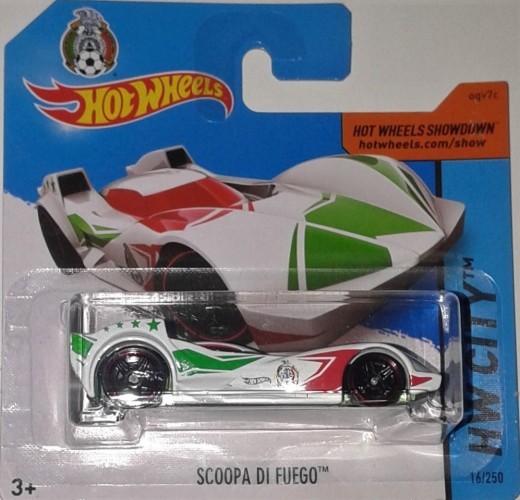 HOT WHEELS
oqv7c
HOT WHEELS SHOWDOWN™
hotwheels.com/show
HW CITY™
SCOOPA DI FUEGO™
3+
16/250